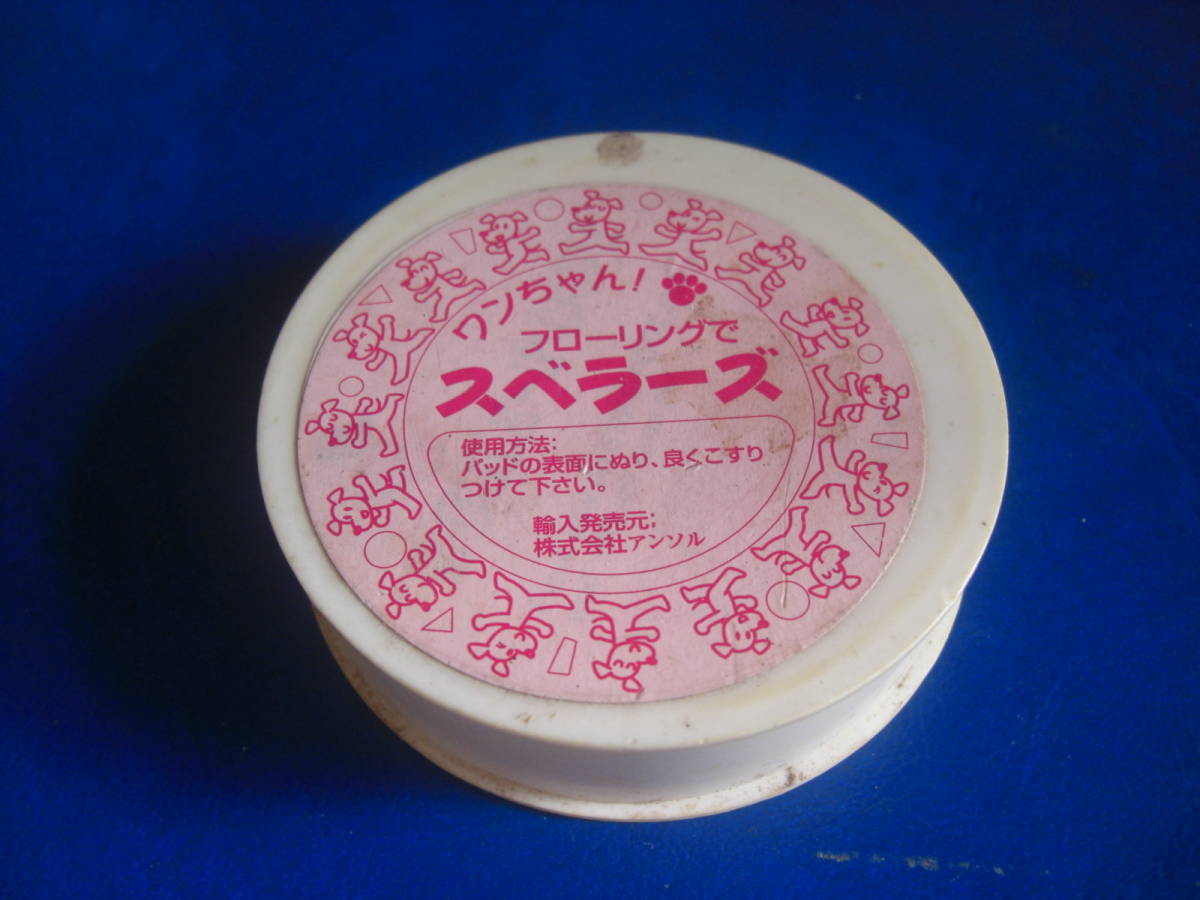 ワンちゃん!
フローリングで
スベラーズ
使用方法:
パッドの表面にぬり、良くこすり
つけて下さい。
輸入発売元;
株式会社アンソル